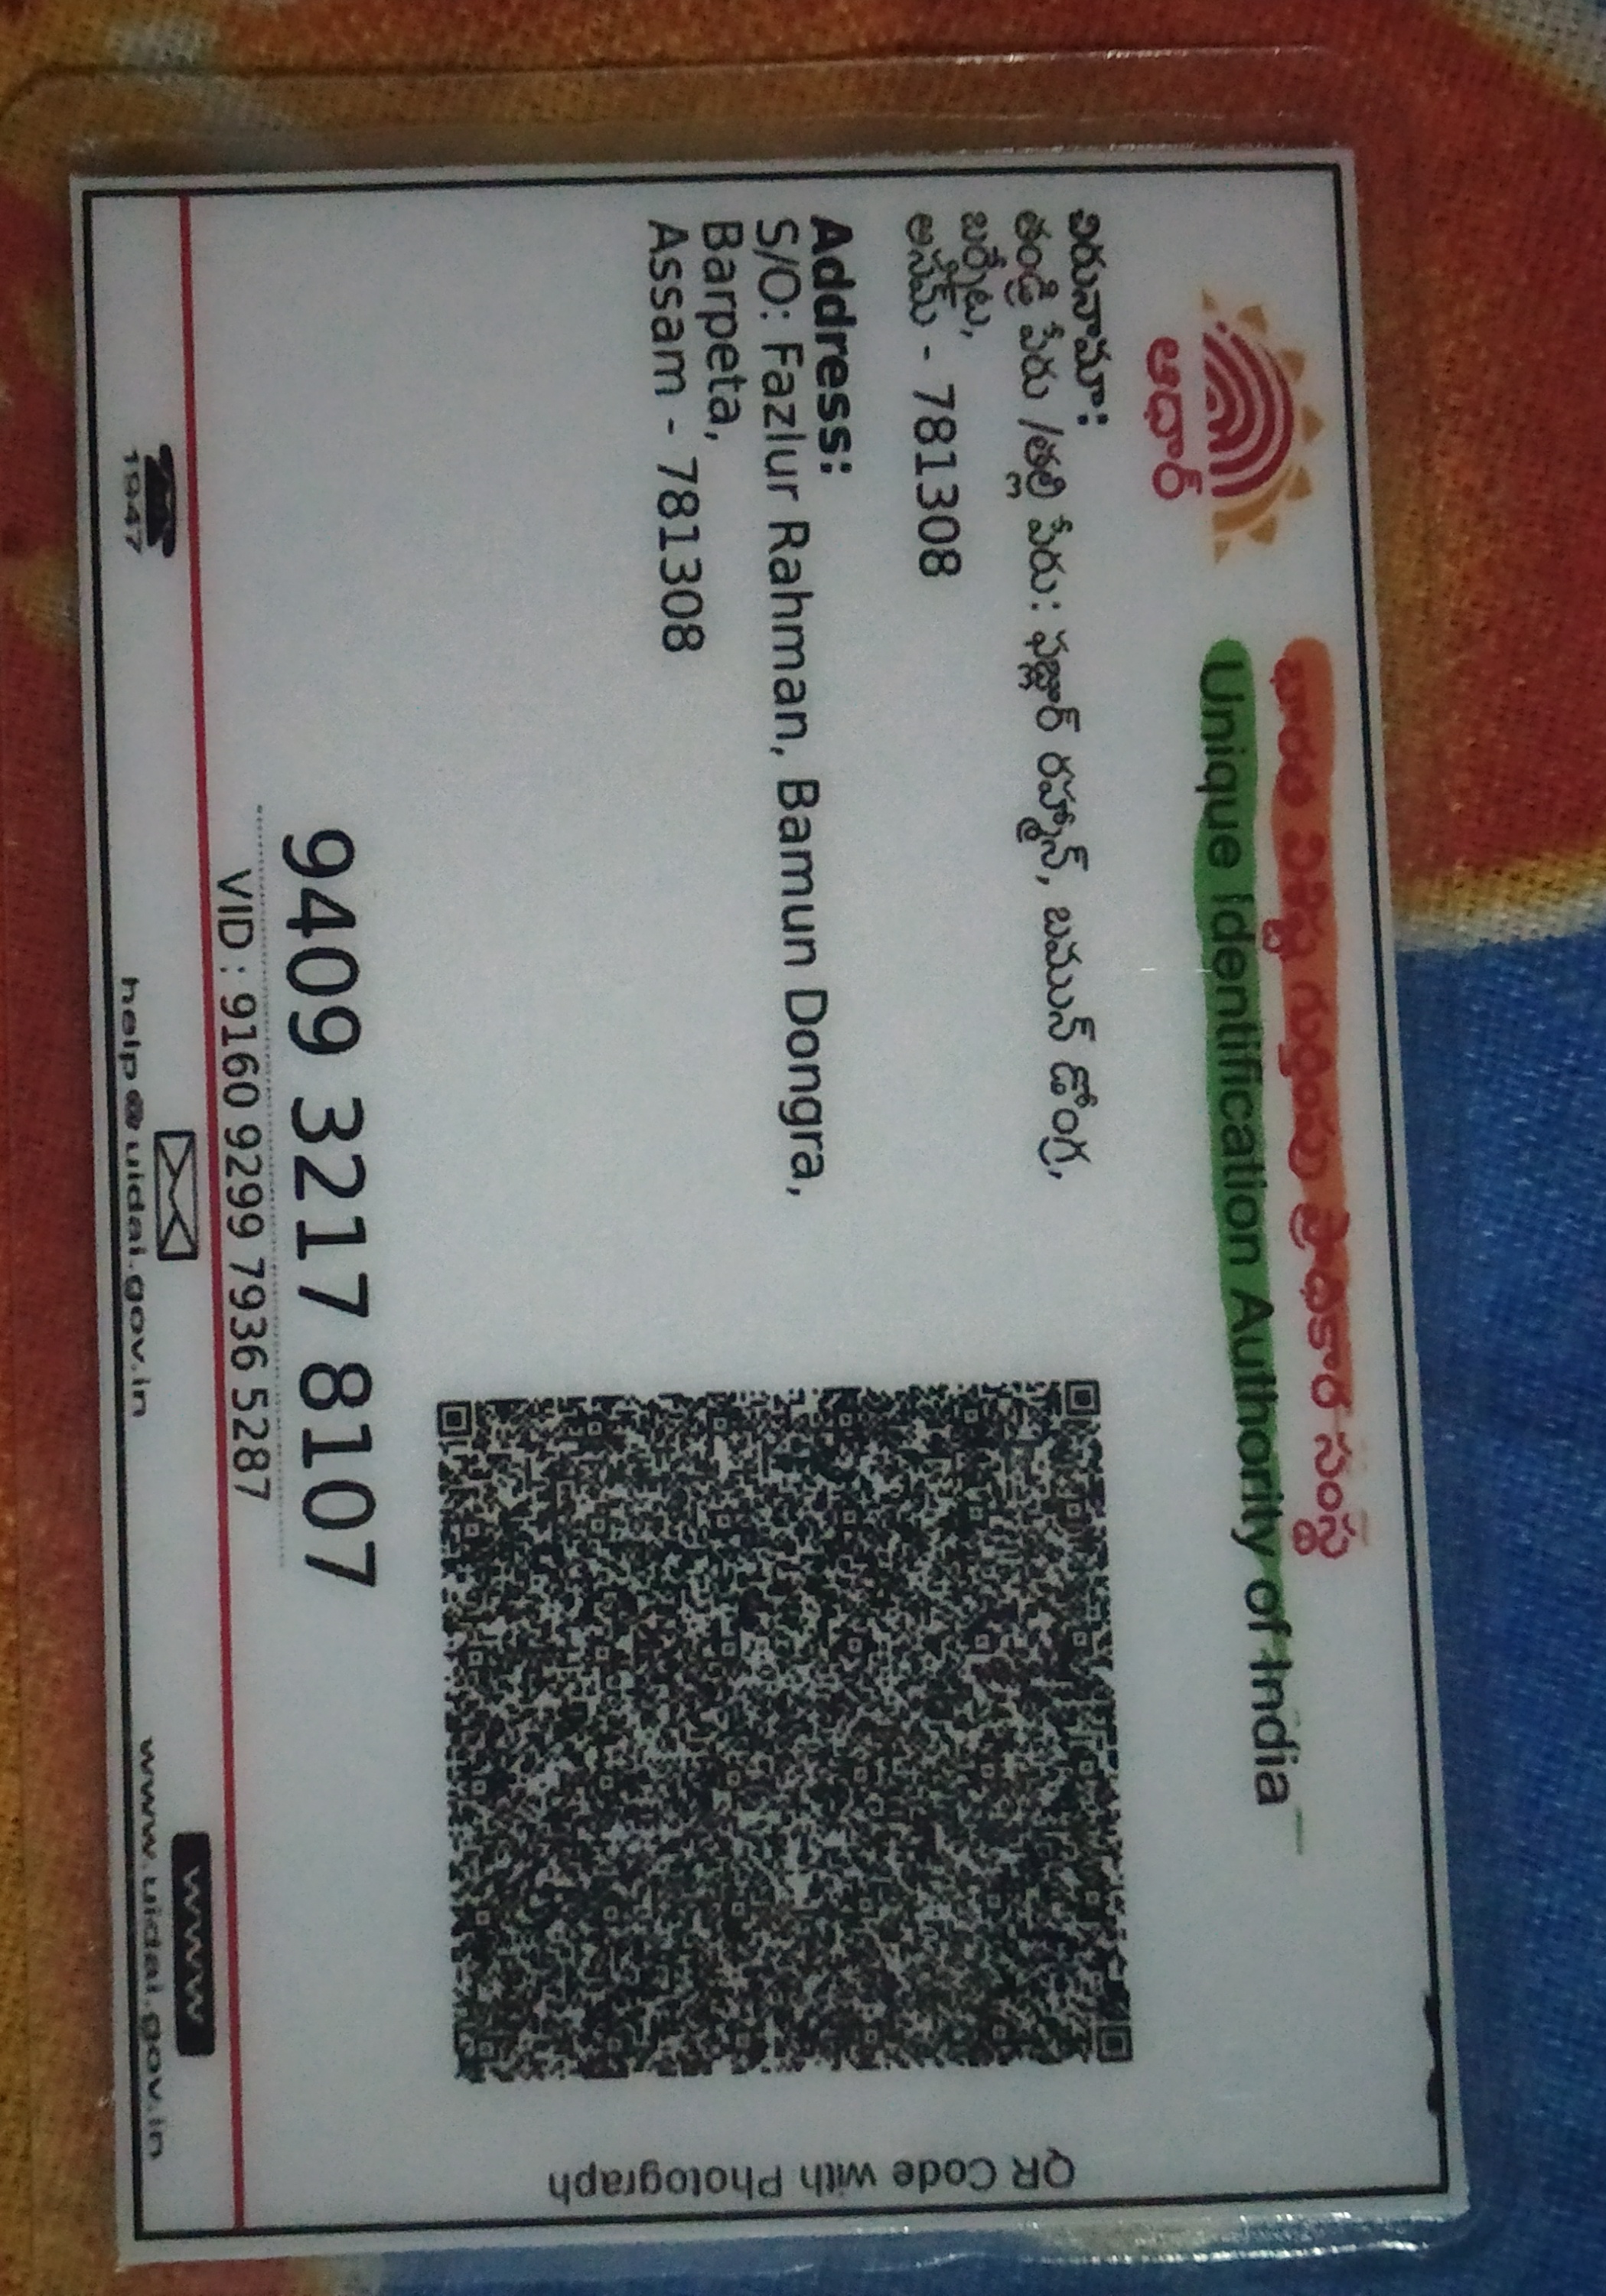 ఆధార్
భారత విశిష్ట గుర్తింపు ప్రాధికార సంస్థ
Unique Identification Authority of India
చిరునామా:
తండ్రి పేరు /తల్లి పేరు: ఫజ్లూర్ రహ్మాన్, బమున్ డోంగ్ర,
బర్పేట,
అస్సామ్ - 781308
Address:
S/O: Fazlur Rahman, Bamun Dongra,
Barpeta,
Assam - 781308
QR Code with Photograph
9409 3217 8107
VID : 9160 9299 7936 5287
1947
help@uidai.gov.in
www
www.uidai.gov.in